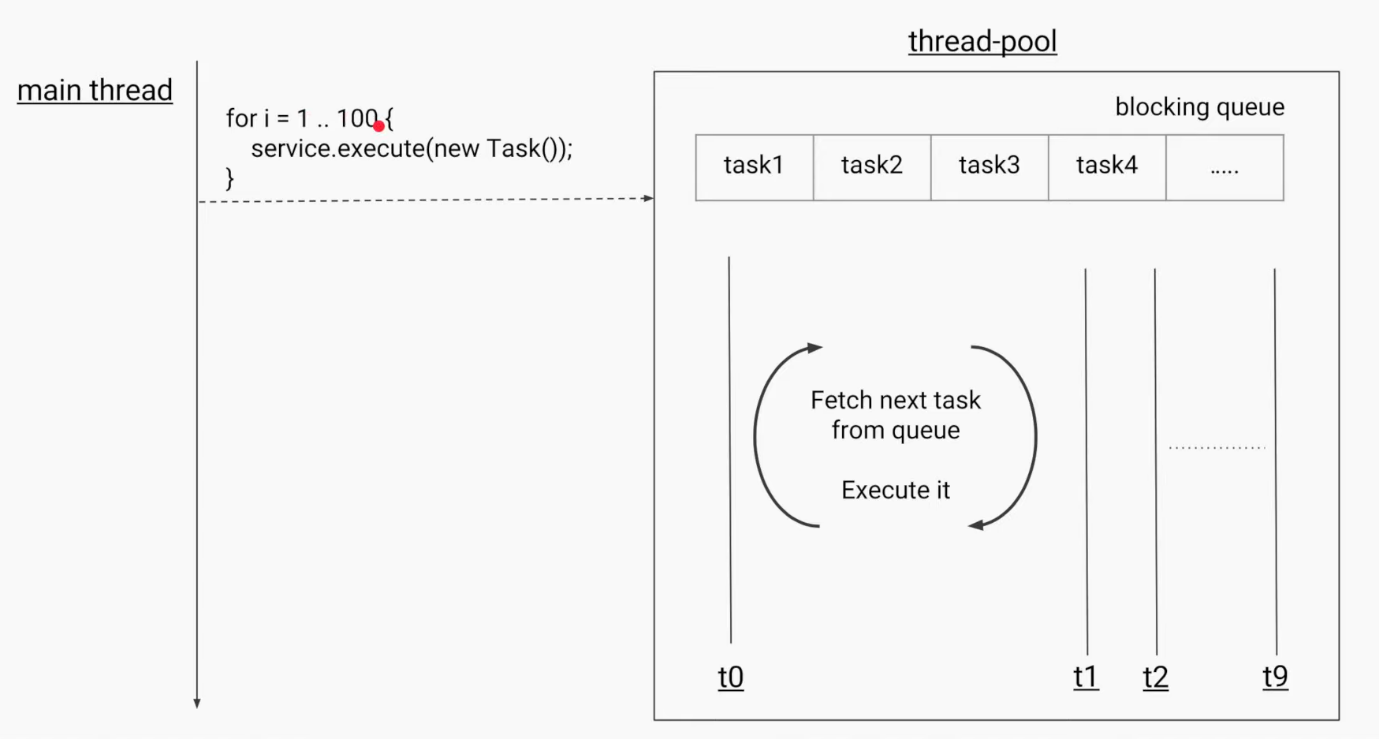 thread-pool
main thread
for i = 1 .. 100 {
service.execute(new Task());
}
blocking queue
task1 task2 task3 task4 .....
Fetch next task
from queue
Execute it
t0 t1 t2 t9